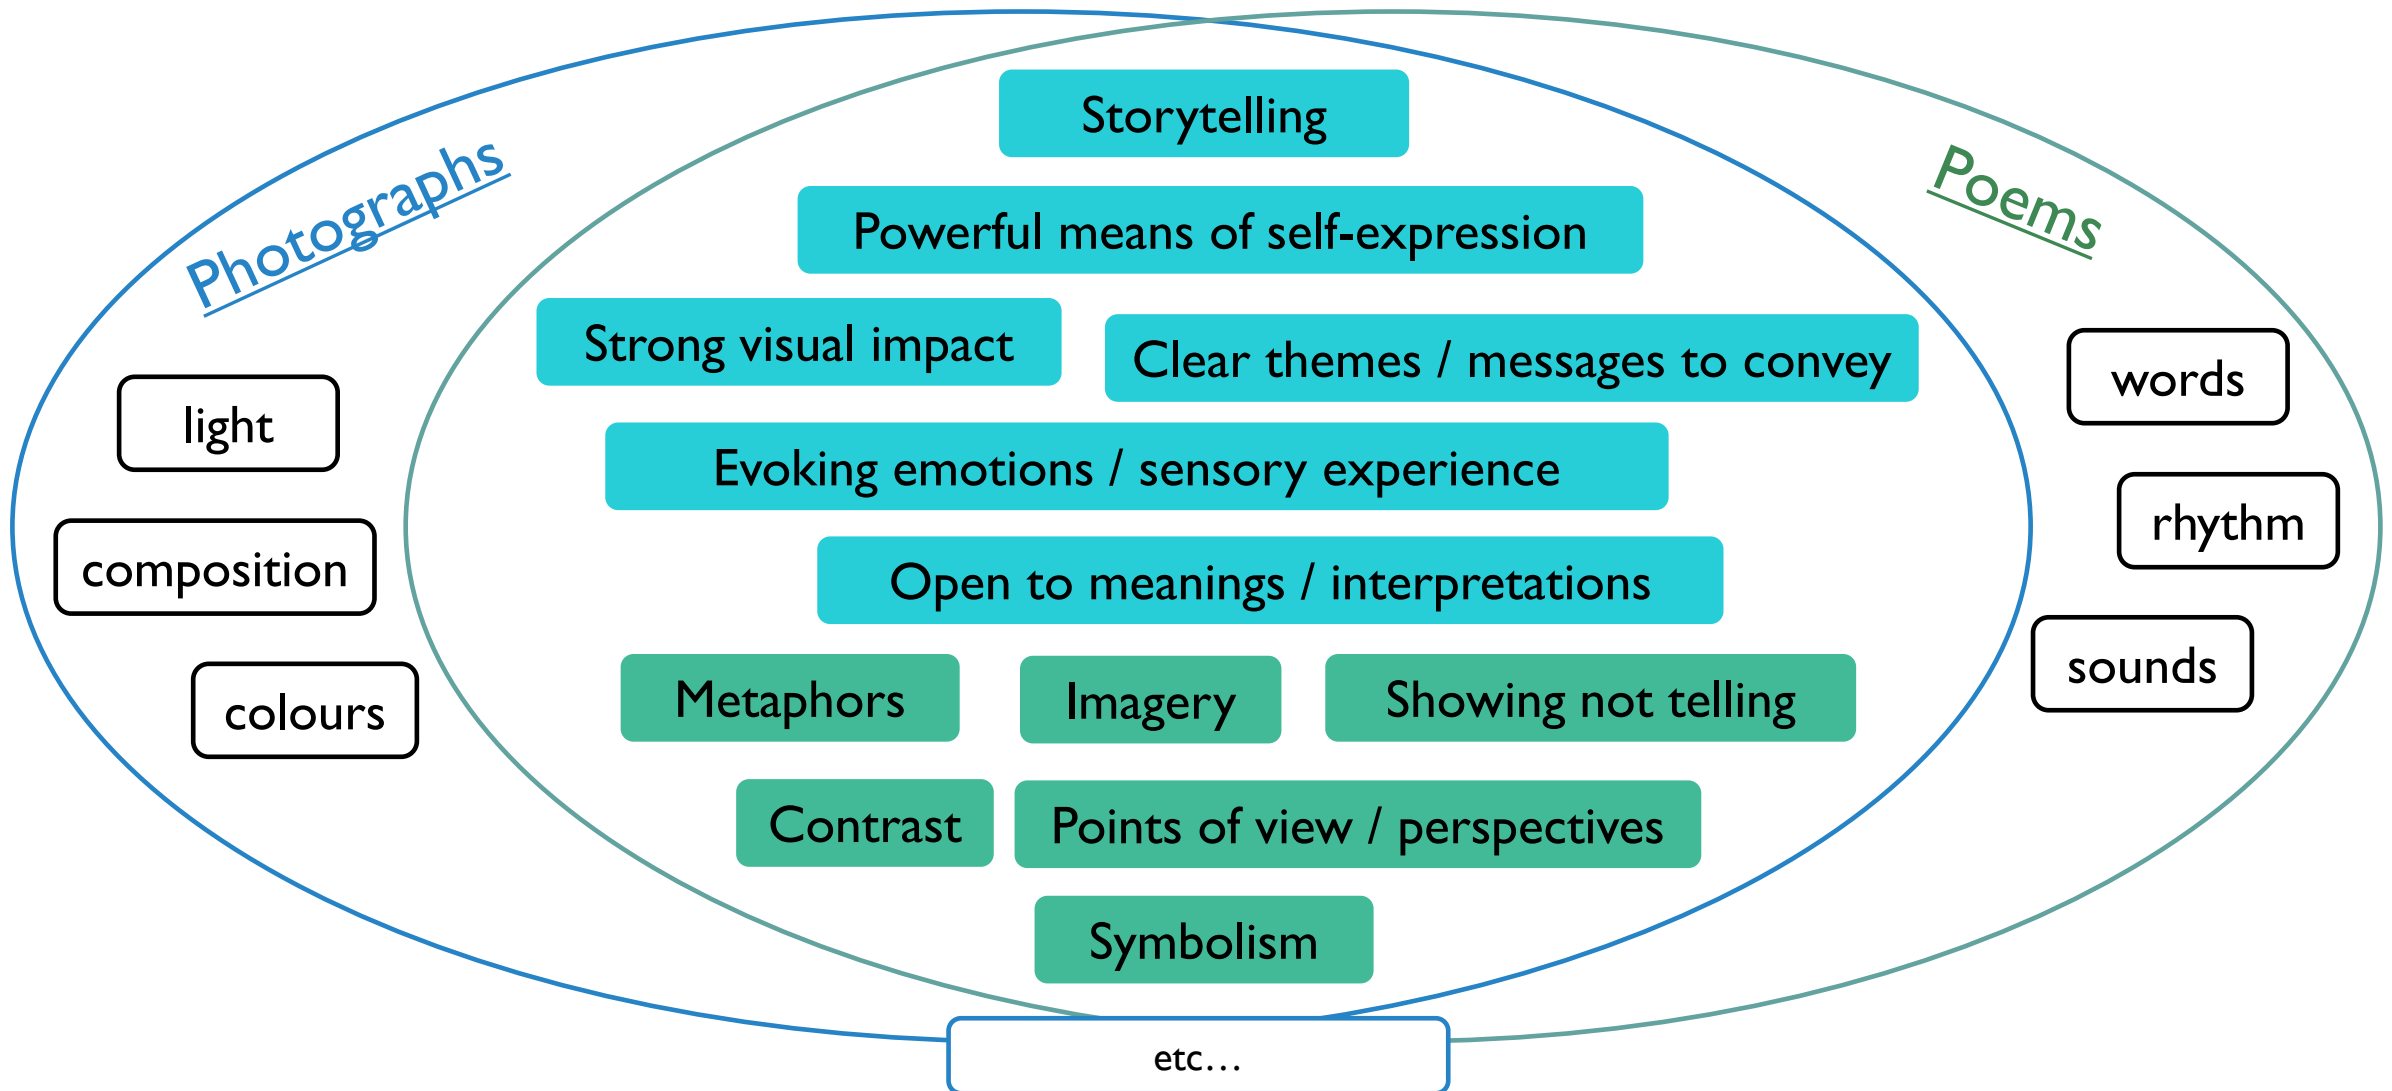 Storytelling
Photographs
Poems
Powerful means of self-expression
Strong visual impact
Clear themes / messages to convey
words
light
Evoking emotions / sensory experience
rhythm
composition
Open to meanings / interpretations
sounds
colours
Metaphors
Imagery
Showing not telling
Contrast
Points of view / perspectives
Symbolism
etc…